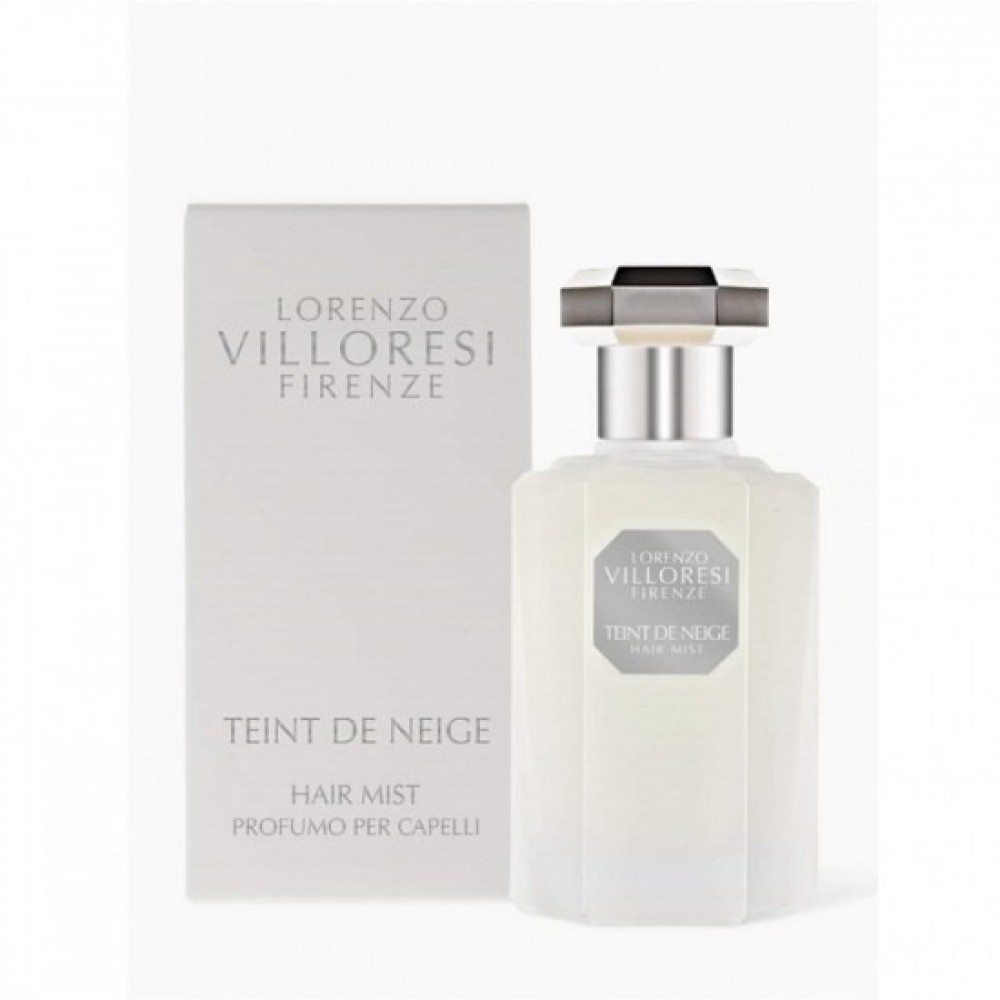 LORENZO
VILLORESI
FIRENZE
TEINT DE NEIGE
HAIR MIST
PROFUMO PER CAPELLI
LORENZO
VILLORESI
FIRENZE
TEINT DE NEIGE
HAIR MIST